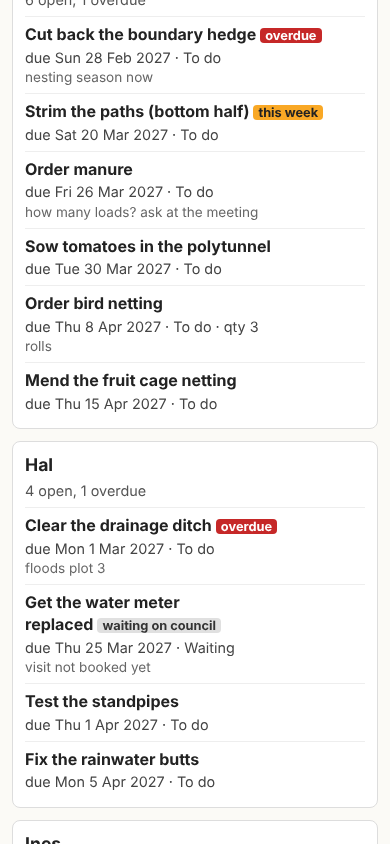 6 open, 1 overdue
Cut back the boundary hedge overdue
due Sun 28 Feb 2027 · To do
nesting season now
Strim the paths (bottom half) this week
due Sat 20 Mar 2027 · To do
Order manure
due Fri 26 Mar 2027 · To do
how many loads? ask at the meeting
Sow tomatoes in the polytunnel
due Tue 30 Mar 2027 · To do
Order bird netting
due Thu 8 Apr 2027 · To do · qty 3
rolls
Mend the fruit cage netting
due Thu 15 Apr 2027 · To do
Hal
4 open, 1 overdue
Clear the drainage ditch overdue
due Mon 1 Mar 2027 · To do
floods plot 3
Get the water meter
replaced waiting on council
due Thu 25 Mar 2027 · Waiting
visit not booked yet
Test the standpipes
due Thu 1 Apr 2027 · To do
Fix the rainwater butts
due Mon 5 Apr 2027 · To do
Ines